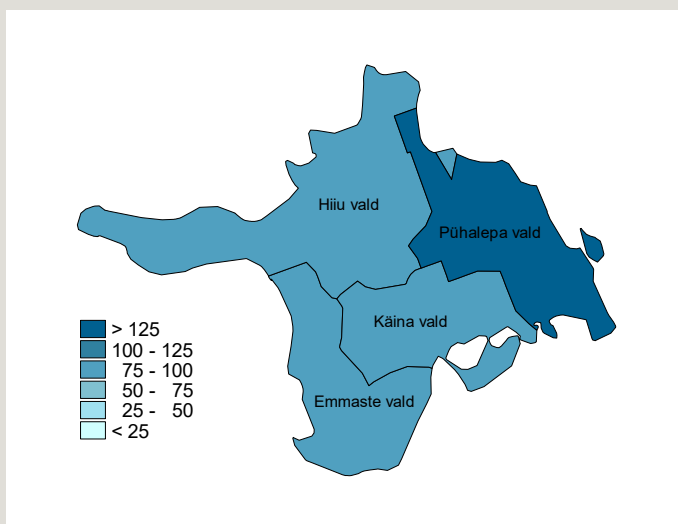 Hiiu vald
Pühalepa vald
Käina vald
Emmaste vald
> 125
100 - 125
75 - 100
50 - 75
25 - 50
< 25